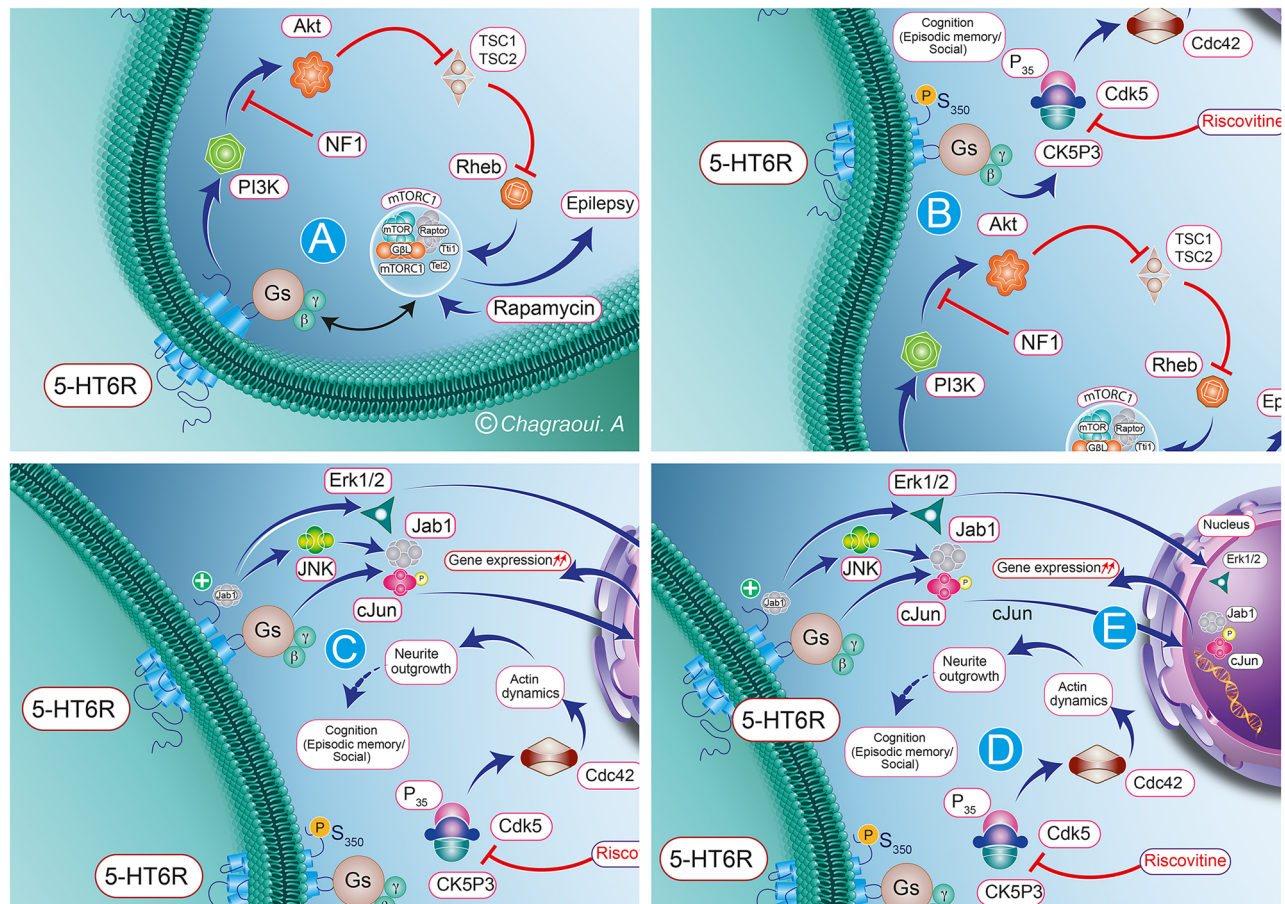 Akt
TSC1
TSC2
NF1
PI3K
Rheb
mTORC1
mTOR
Raptor
GβL
Tti1
mTORC1
Tel2
Epilepsy
A
Gs
γ
β
Rapamycin
5-HT6R
© Chagraoui. A
Cognition
(Episodic memory/
Social)
P35
Cdc42
P
S350
Cdk5
Riscovitine
5-HT6R
Gs
γ
β
CK5P3
B
Akt
TSC1
TSC2
NF1
PI3K
Rheb
mTORC1
mTOR
Raptor
GβL
Tti1
Ep
Erk1/2
Jab1
JNK
Gene expression
+
Jab1
P
cJun
Gs
γ
β
C
Neurite
outgrowth
Actin
dynamics
5-HT6R
Cognition
(Episodic memory/
Social)
Cdc42
P35
P
S350
Cdk5
Risco
5-HT6R
CK5P3
Gs
γ
Erk1/2
Nucleus
Jab1
JNK
Gene expression
Erk1/2
+
Jab1
P
Jab1
cJun
cJun
P
E
cJun
Gs
γ
β
Neurite
outgrowth
Actin
dynamics
5-HT6R
Cognition
(Episodic memory/
Social)
D
Cdc42
P35
P
S350
Cdk5
Riscovitine
5-HT6R
CK5P3
Gs
γ